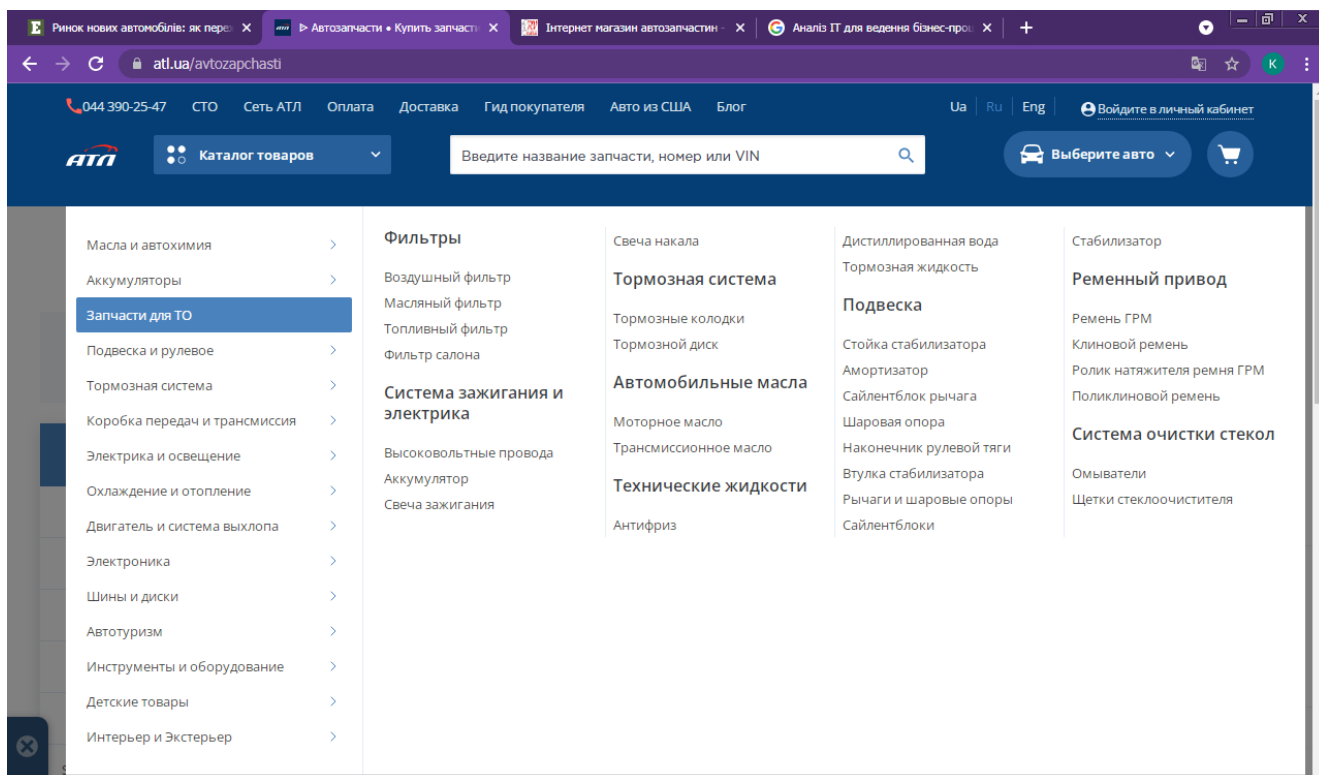 E Ринок нових автомобілів: як пере
АТЛ Автозапчасти • Купить запчасти
Інтернет магазин автозапчастин -
G Аналіз ІТ для ведення бізнес-проц
atl.ua/avtozapchasti
K
044 390-25-47 СТО Сеть АТЛ Оплата Доставка Гид покупателя Авто из США Блог Ua Ru Eng Войдите в личный кабинет
АТЛ Каталог товаров Введите название запчасти, номер или VIN Выберите авто
Масла и автохимия
Аккумуляторы
Запчасти для ТО
Подвеска и рулевое
Тормозная система
Коробка передач и трансмиссия
Электрика и освещение
Охлаждение и отопление
Двигатель и система выхлопа
Электроника
Шины и диски
Автотуризм
Инструменты и оборудование
Детские товары
Интерьер и Экстерьер
Фильтры
Воздушный фильтр
Масляный фильтр
Топливный фильтр
Фильтр салона
Система зажигания и
электрика
Высоковольтные провода
Аккумулятор
Свеча зажигания
Свеча накала
Тормозная система
Тормозные колодки
Тормозной диск
Автомобильные масла
Моторное масло
Трансмиссионное масло
Технические жидкости
Антифриз
Дистиллированная вода
Тормозная жидкость
Подвеска
Стойка стабилизатора
Амортизатор
Сайлентблок рычага
Шаровая опора
Наконечник рулевой тяги
Втулка стабилизатора
Рычаги и шаровые опоры
Сайлентблоки
Стабилизатор
Ременный привод
Ремень ГРМ
Клиновой ремень
Ролик натяжителя ремня ГРМ
Поликлиновой ремень
Система очистки стекол
Омыватели
Щетки стеклоочистителя